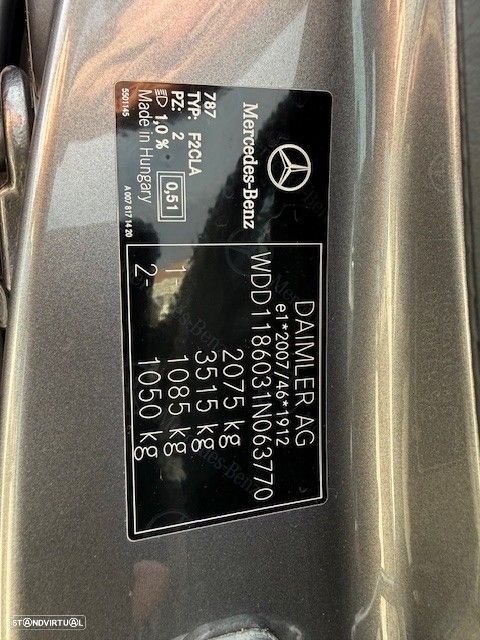 Mercedes-Benz
DAIMLER AG
e1*2007/46*1912
WDD1186031N063770
2075 kg
3515 kg
1 1085 kg
2- 1050 kg
787
TYP: F2CLA
PZ: 2
1,0%
0,51
Made in Hungary
5501145
A 007 817 14 20
STANDVIRTUAL